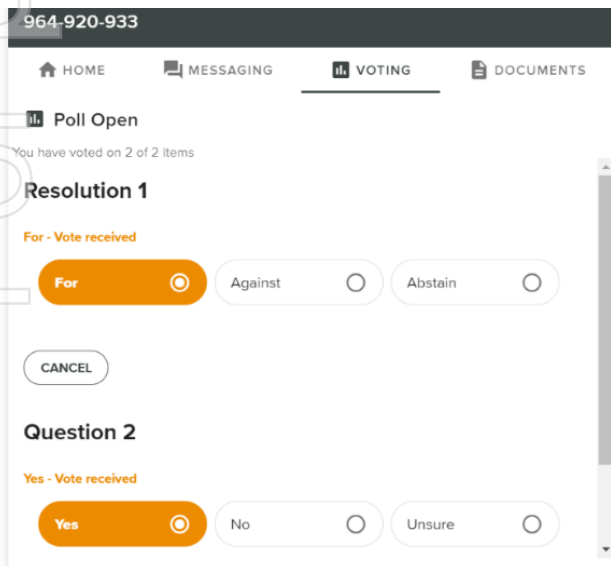 964-920-933
HOME MESSAGING VOTING DOCUMENTS
Poll Open
You have voted on 2 of 2 items
Resolution 1
For - Vote received
For Against Abstain
CANCEL
Question 2
Yes - Vote received
Yes No Unsure